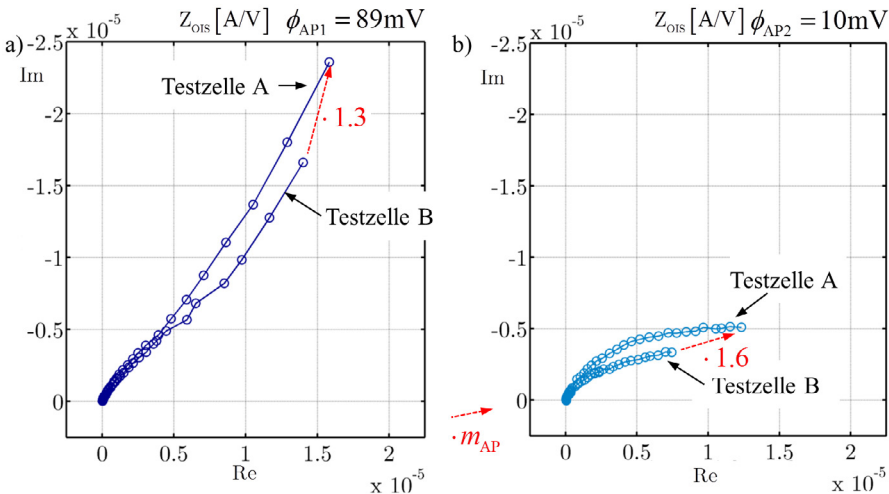 a)
x 10⁻⁵
Z_OIS [A/V] ϕ_AP1 = 89mV
-2.5
Im
-2
-1.5
-1
-0.5
0
Testzelle A
· 1.3
Testzelle B
0 0.5 1 1.5 2
Re
x 10⁻⁵
b)
x 10⁻⁵
Z_OIS [A/V] ϕ_AP2 = 10mV
-2.5
Im
-2
-1.5
-1
-0.5
0
Testzelle A
· 1.6
Testzelle B
· m_AP
0 0.5 1 1.5 2
Re
x 10⁻⁵